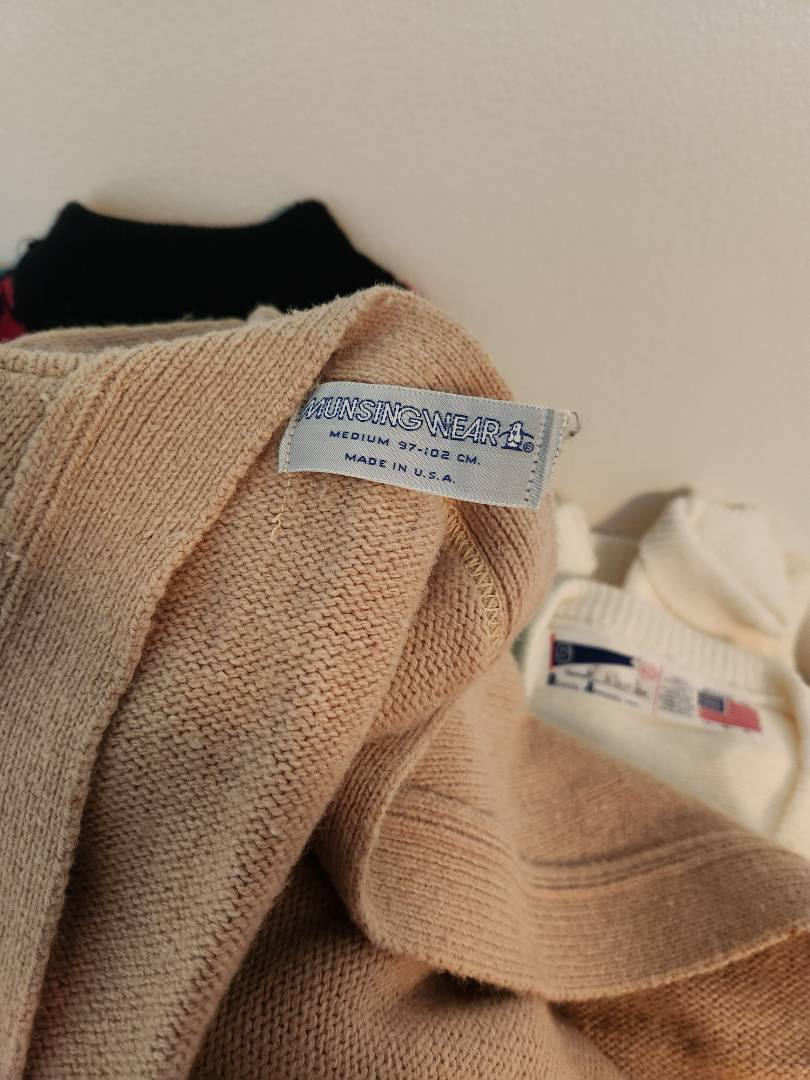 MUNSINGWEAR ®
MEDIUM 97-102 CM.
MADE IN U.S.A.